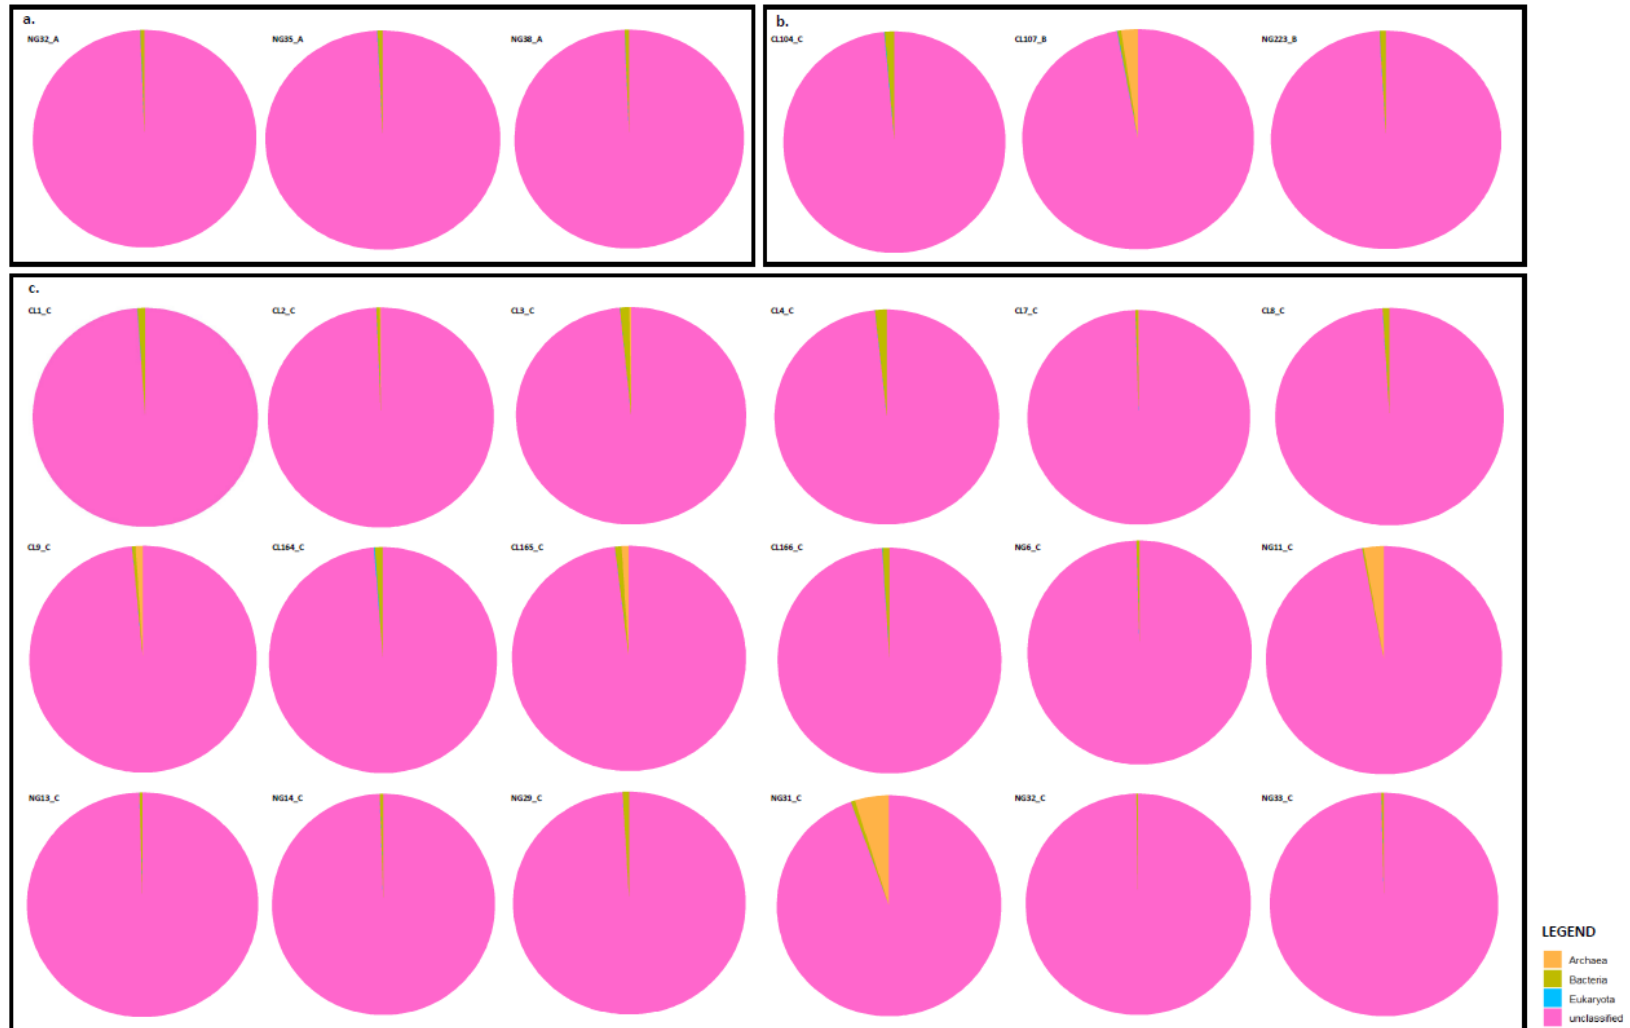 a.
NG32_A NG35_A NG38_A
b.
CL104_C CL107_B NG223_B
c.
CL1_C CL2_C CL3_C CL4_C CL7_C CL8_C
CL9_C CL164_C CL165_C CL166_C NG6_C NG11_C
NG13_C NG14_C NG29_C NG31_C NG32_C NG33_C
LEGEND
Archaea
Bacteria
Eukaryota
unclassified